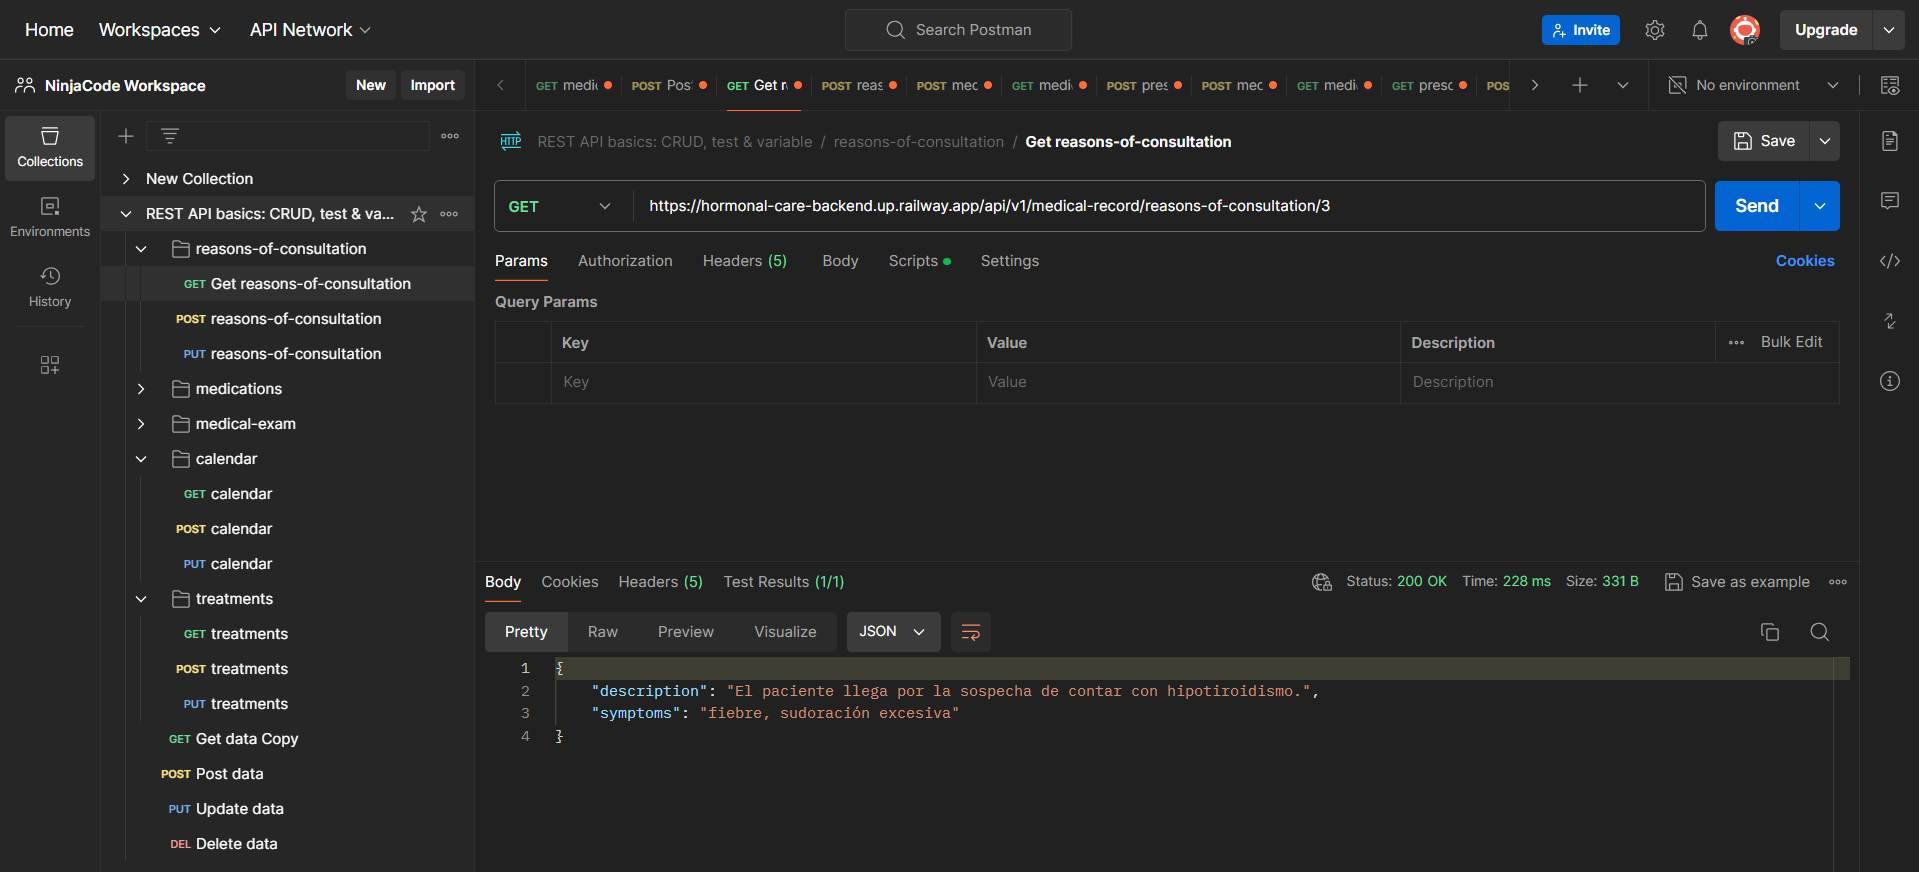 Home Workspaces API Network Search Postman Invite Upgrade
NinjaCode Workspace New Import
GET medic POST Pos GET Get r POST reas POST mec GET medi POST pres POST mec GET medi GET presc POS No environment
Collections
Environments
History
New Collection
REST API basics: CRUD, test & va...
reasons-of-consultation
GET Get reasons-of-consultation
POST reasons-of-consultation
PUT reasons-of-consultation
medications
medical-exam
calendar
GET calendar
POST calendar
PUT calendar
treatments
GET treatments
POST treatments
PUT treatments
GET Get data Copy
POST Post data
PUT Update data
DEL Delete data
HTTP REST API basics: CRUD, test & variable / reasons-of-consultation / Get reasons-of-consultation Save
GET https://hormonal-care-backend.up.railway.app/api/v1/medical-record/reasons-of-consultation/3 Send
Params Authorization Headers (5) Body Scripts Settings Cookies
Query Params
Key Value Description Bulk Edit
Key Value Description
Body Cookies Headers (5) Test Results (1/1) Status: 200 OK Time: 228 ms Size: 331 B Save as example
Pretty Raw Preview Visualize JSON
1 {
2 "description": "El paciente llega por la sospecha de contar con hipotiroidismo.",
3 "symptoms": "fiebre, sudoración excesiva"
4 }